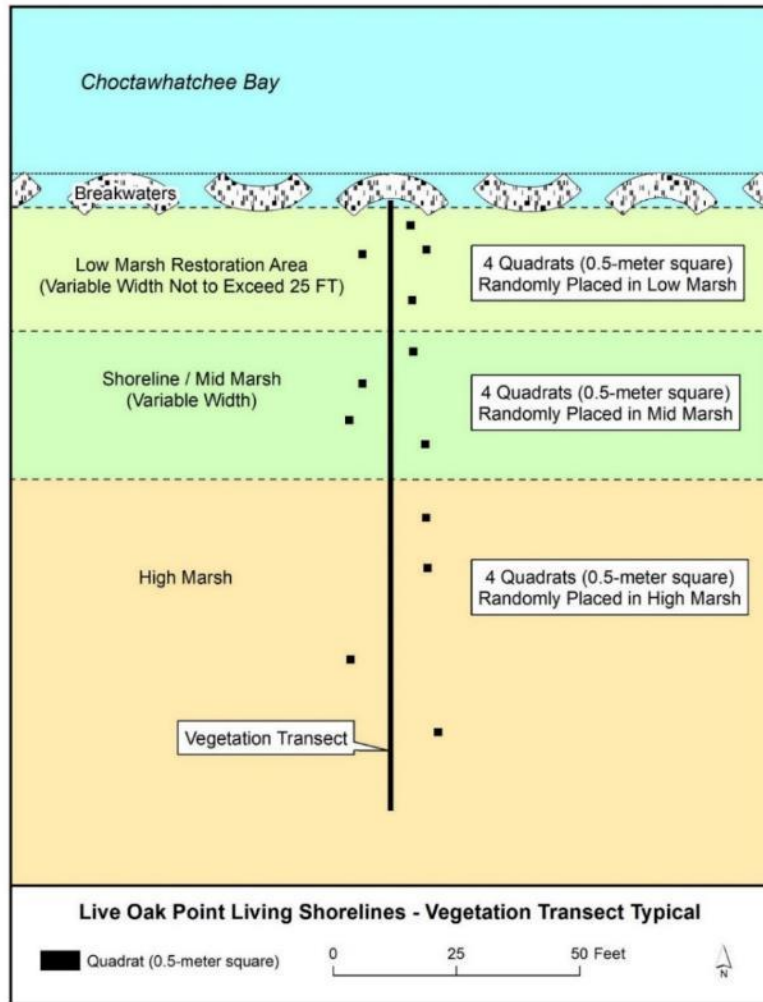 Choctawhatchee Bay
Breakwaters
Low Marsh Restoration Area
(Variable Width Not to Exceed 25 FT)
4 Quadrats (0.5-meter square)
Randomly Placed in Low Marsh
Shoreline / Mid Marsh
(Variable Width)
4 Quadrats (0.5-meter square)
Randomly Placed in Mid Marsh
High Marsh
4 Quadrats (0.5-meter square)
Randomly Placed in High Marsh
Vegetation Transect
Live Oak Point Living Shorelines - Vegetation Transect Typical
Quadrat (0.5-meter square)
0 25 50 Feet
N